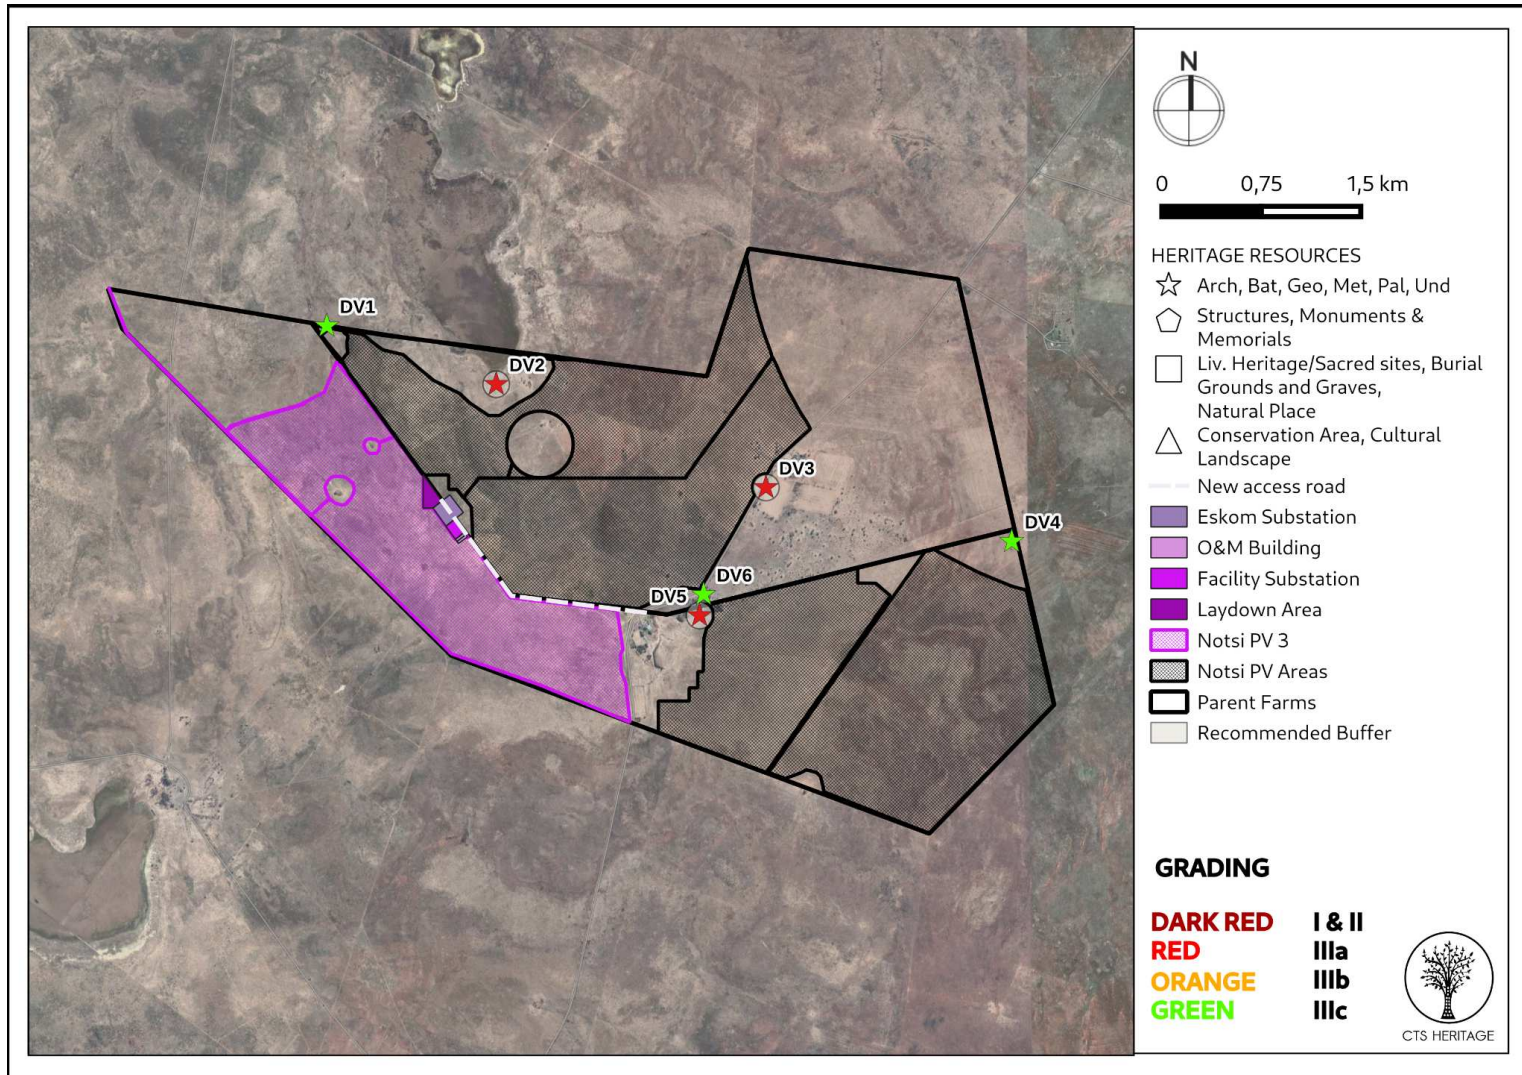 N
0 0,75 1,5 km
HERITAGE RESOURCES
Arch, Bat, Geo, Met, Pal, Und
Structures, Monuments &
Memorials
Liv. Heritage/Sacred sites, Burial
Grounds and Graves,
Natural Place
Conservation Area, Cultural
Landscape
New access road
Eskom Substation
O&M Building
Facility Substation
Laydown Area
Notsi PV 3
Notsi PV Areas
Parent Farms
Recommended Buffer
GRADING
DARK RED I & II
RED IIIa
ORANGE IIIb
GREEN IIIc
CTS HERITAGE
DV1
DV2
DV3
DV4
DV6
DV5